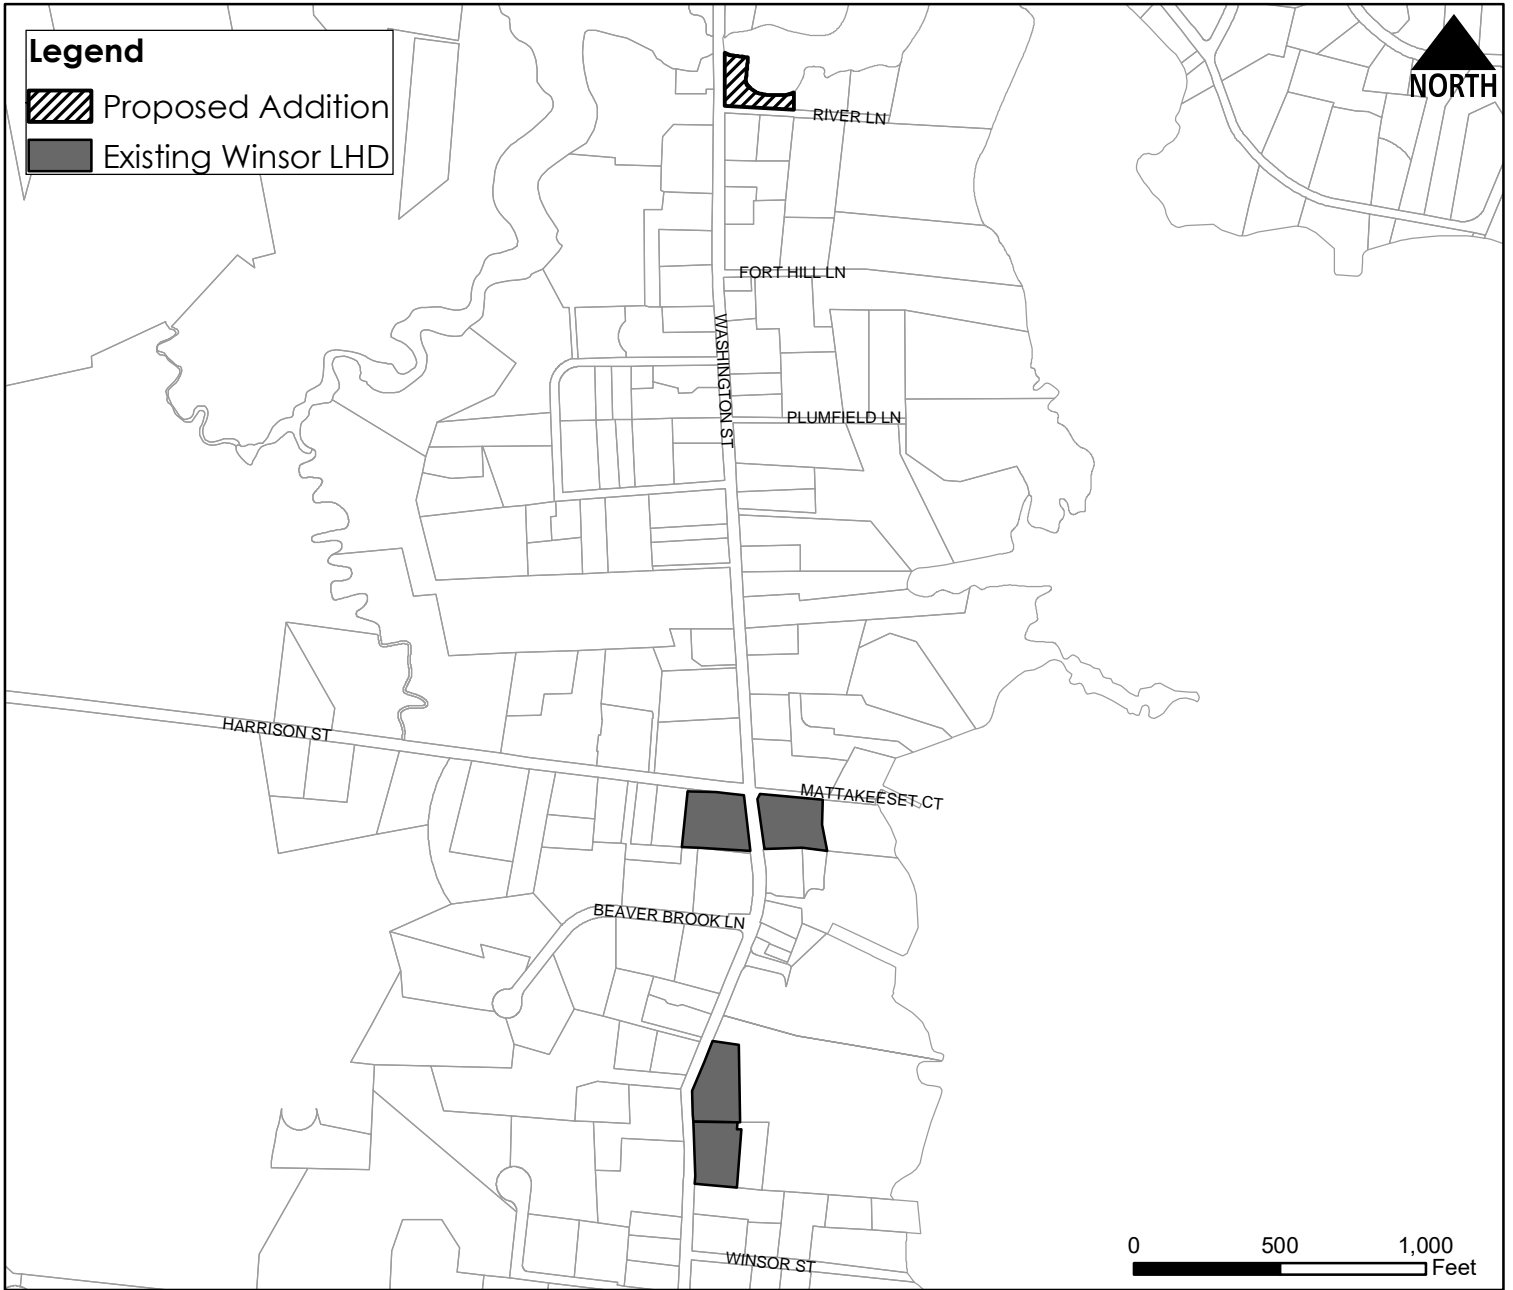 Legend
Proposed Addition
Existing Winsor LHD
NORTH
RIVER LN
FORT HILL LN
WASHINGTON ST
PLUMFIELD LN
HARRISON ST
MATTAKEESET CT
BEAVER BROOK LN
WINSOR ST
0 500 1,000
Feet